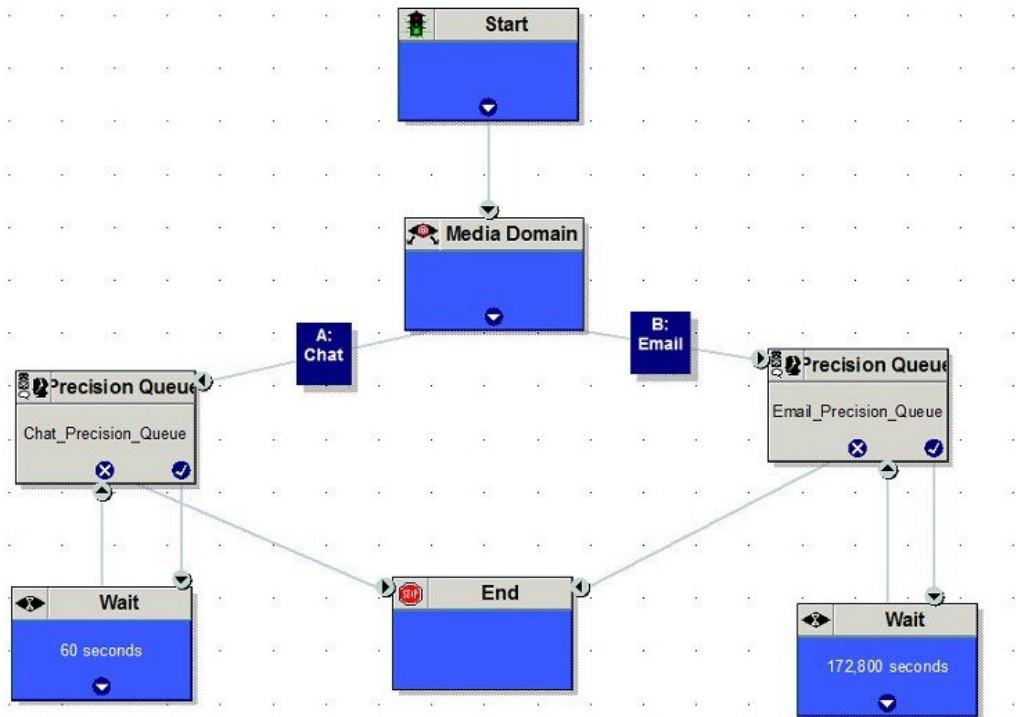 Start
Media Domain
A:
Chat
B:
Email
Precision Queue
Chat_Precision_Queue
Precision Queue
Email_Precision_Queue
Wait
60 seconds
STOP
End
Wait
172,800 seconds